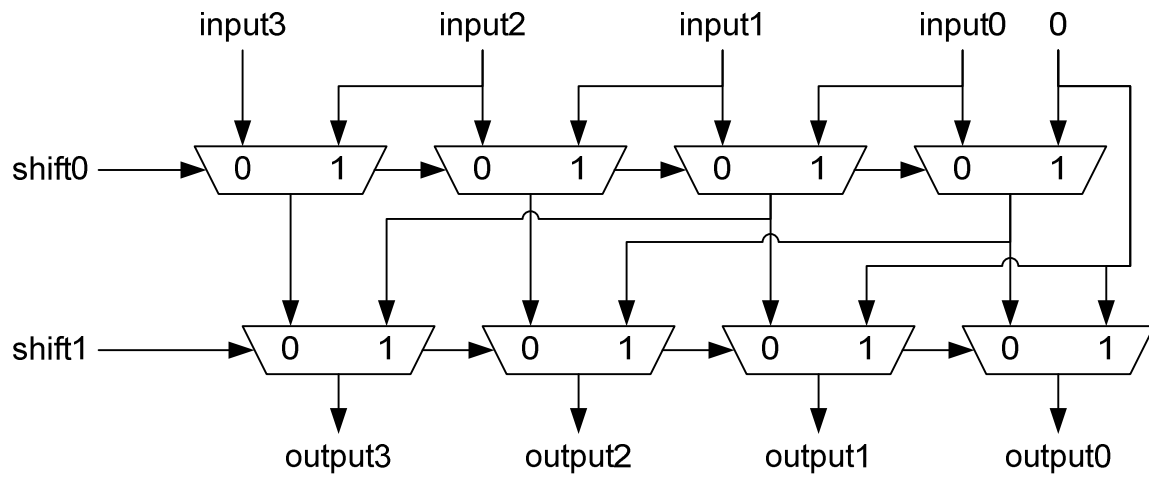 input3 input2 input1 input0 0
shift0 0 1 0 1 0 1 0 1
shift1 0 1 0 1 0 1 0 1
output3 output2 output1 output0